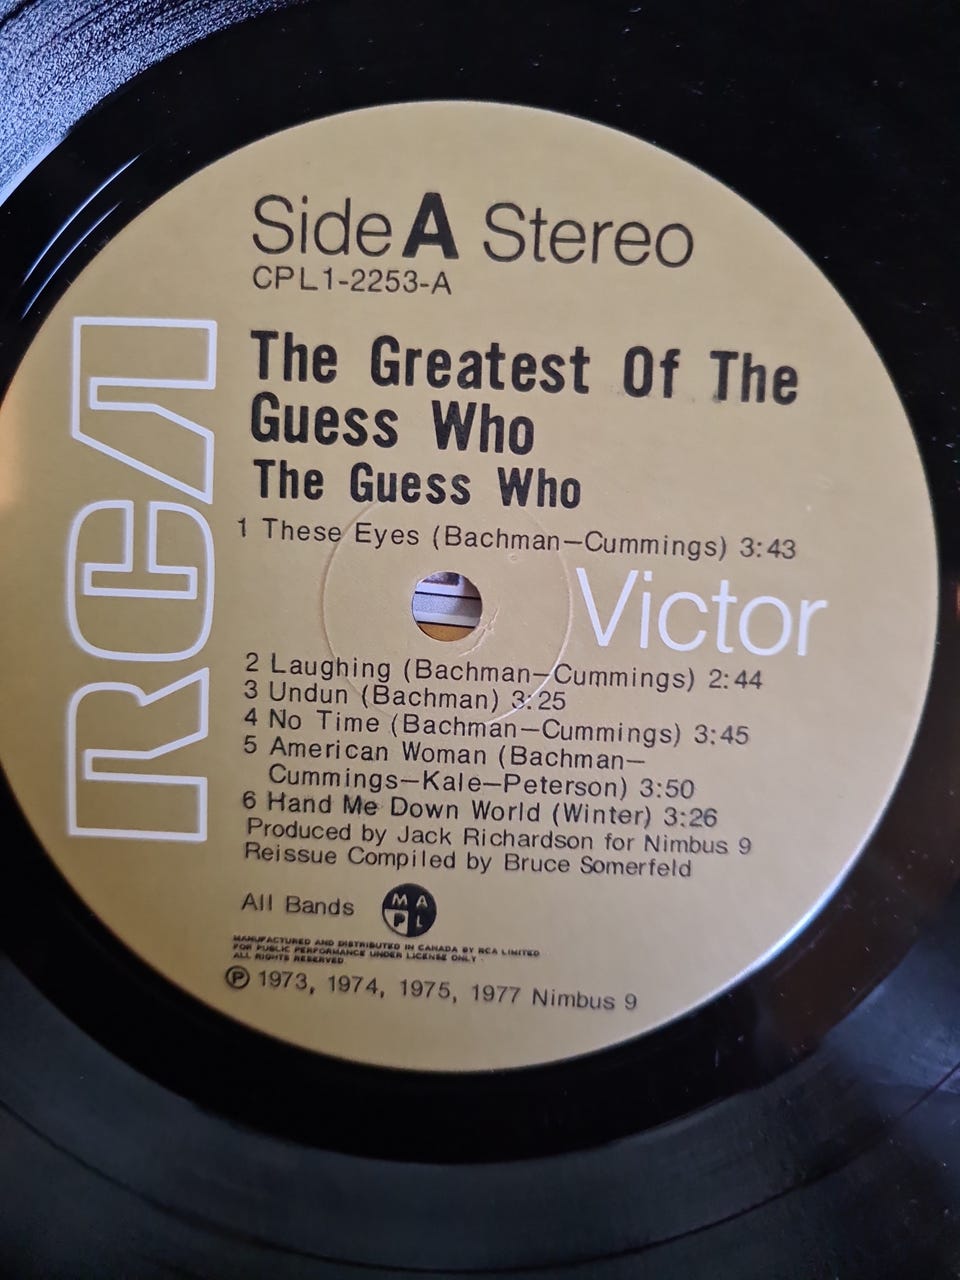 Side A Stereo
CPL1-2253-A
The Greatest Of The
Guess Who
The Guess Who
1 These Eyes (Bachman—Cummings) 3:43
RCA
Victor
2 Laughing (Bachman—Cummings) 2:44
3 Undun (Bachman) 3:25
4 No Time (Bachman—Cummings) 3:45
5 American Woman (Bachman—
Cummings—Kale—Peterson) 3:50
6 Hand Me Down World (Winter) 3:26
Produced by Jack Richardson for Nimbus 9
Reissue Compiled by Bruce Somerfeld
All Bands
M A
P L
MANUFACTURED AND DISTRIBUTED IN CANADA BY RCA LIMITED
FOR PUBLIC PERFORMANCE UNDER LICENSE ONLY.
ALL RIGHTS RESERVED
℗ 1973, 1974, 1975, 1977 Nimbus 9